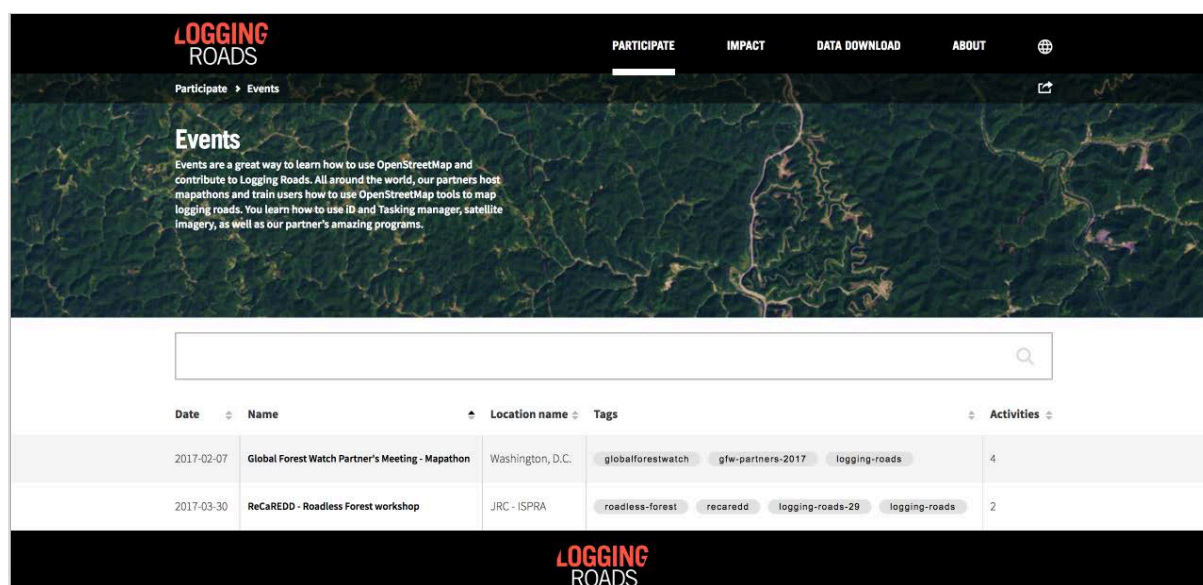 LOGGING
ROADS
PARTICIPATE IMPACT DATA DOWNLOAD ABOUT
Participate > Events
Events
Events are a great way to learn how to use OpenStreetMap and
contribute to Logging Roads. All around the world, our partners host
mapathons and train users how to use OpenStreetMap tools to map
logging roads. You learn how to use iD and Tasking manager, satellite
imagery, as well as our partner's amazing programs.
Date Name Location name Tags Activities
2017-02-07 Global Forest Watch Partner's Meeting - Mapathon Washington, D.C. globalforestwatch gfw-partners-2017 logging-roads 4
2017-03-30 ReCaREDD - Roadless Forest workshop JRC - ISPRA roadless-forest recaredd logging-roads-29 logging-roads 2
LOGGING
ROADS